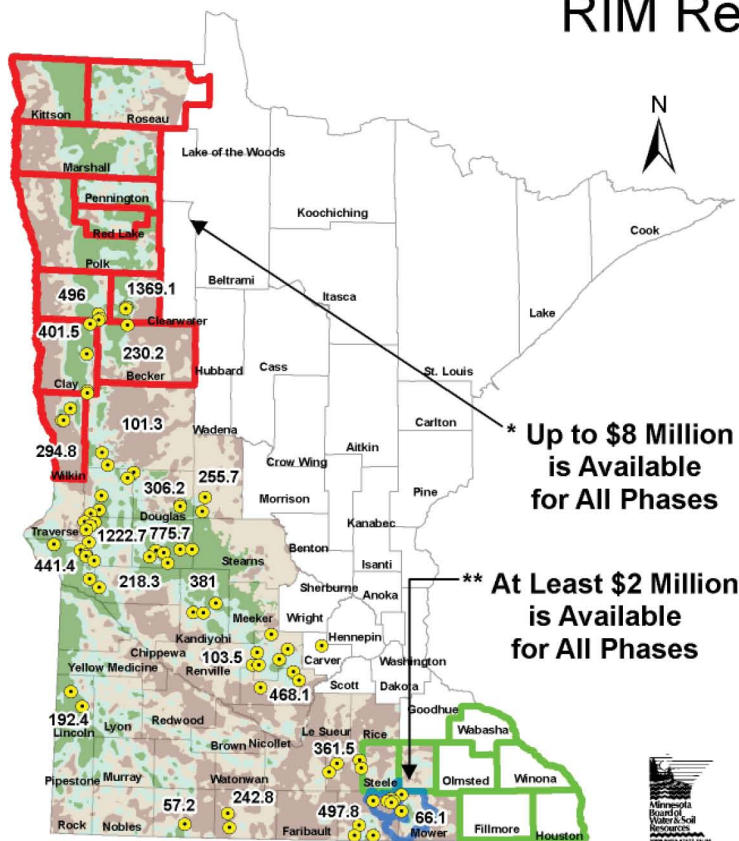 RIM Re
N
Kittson
Roseau
Lake of the Woods
Marshall
Pennington
Koochiching
Red Lake
Cook
Polk
Beltrami
496
1369.1
Itasca
Clearwater
Lake
401.5
230.2
Becker
Hubbard
Cass
St. Louis
Clay
101.3
Wadena
Carlton
* Up to $8 Million
is Available
for All Phases
294.8
Wilkin
Aitkin
Crow Wing
255.7
306.2
Morrison
Pine
Douglas
Kanabec
Traverse
1222.7
775.7
Benton
Stearns
Isanti
441.4
218.3
381
Sherburne
Anoka
** At Least $2 Million
is Available
for All Phases
Meeker
Wright
Kandiyohi
Hennepin
Chippewa
103.5
Carver
Washington
Yellow Medicine
Renville
Scott
Dakota
468.1
192.4
Lincoln
Lyon
Redwood
Goodhue
Le Sueur
Rice
Wabasha
Brown
Nicollet
361.5
Pipestone
Murray
Watonwan
Steele
Olmsted
Winona
57.2
242.8
497.8
66.1
Rock
Nobles
Faribault
Mower
Fillmore
Houston
Minnesota
Board of
Water & Soil
Resources